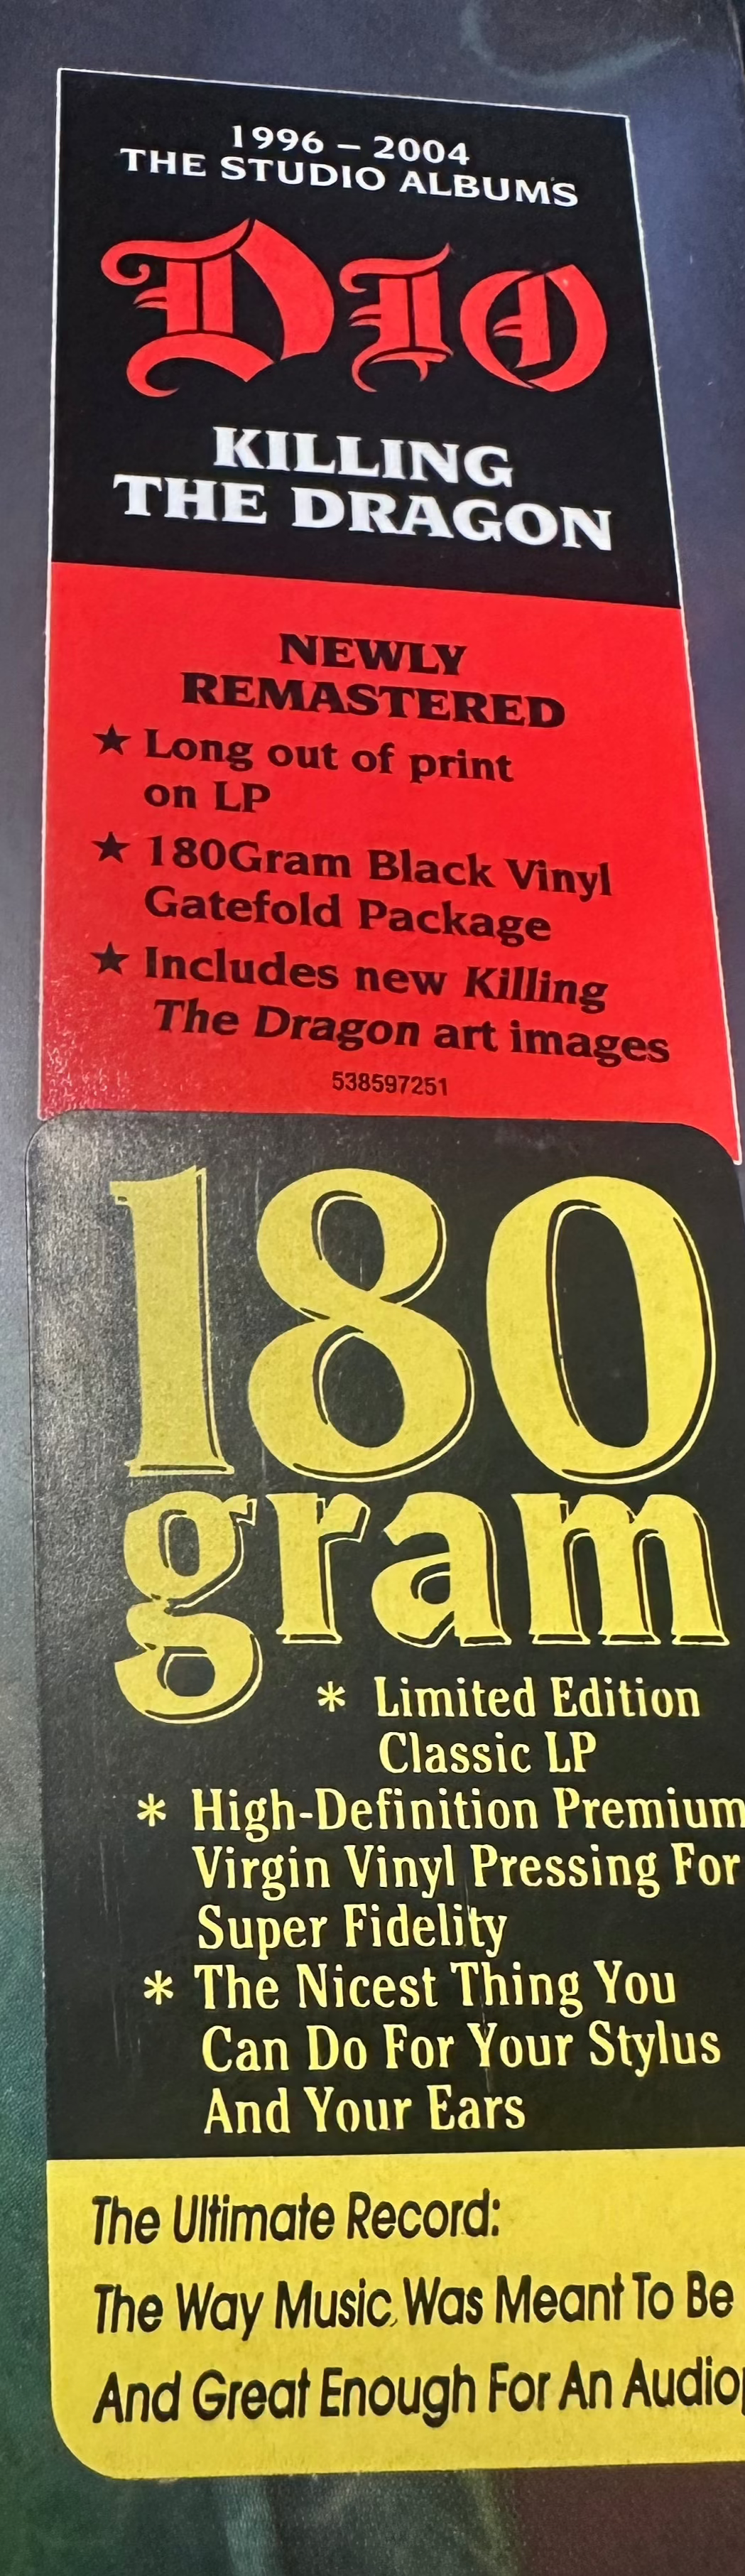 1996 – 2004
THE STUDIO ALBUMS
DIO
KILLING
THE DRAGON
NEWLY
REMASTERED
★ Long out of print
on LP
★ 180Gram Black Vinyl
Gatefold Package
★ Includes new Killing
The Dragon art images
538597251
180
gram
* Limited Edition
Classic LP
* High-Definition Premium
Virgin Vinyl Pressing For
Super Fidelity
* The Nicest Thing You
Can Do For Your Stylus
And Your Ears
The Ultimate Record:
The Way Music Was Meant To Be
And Great Enough For An